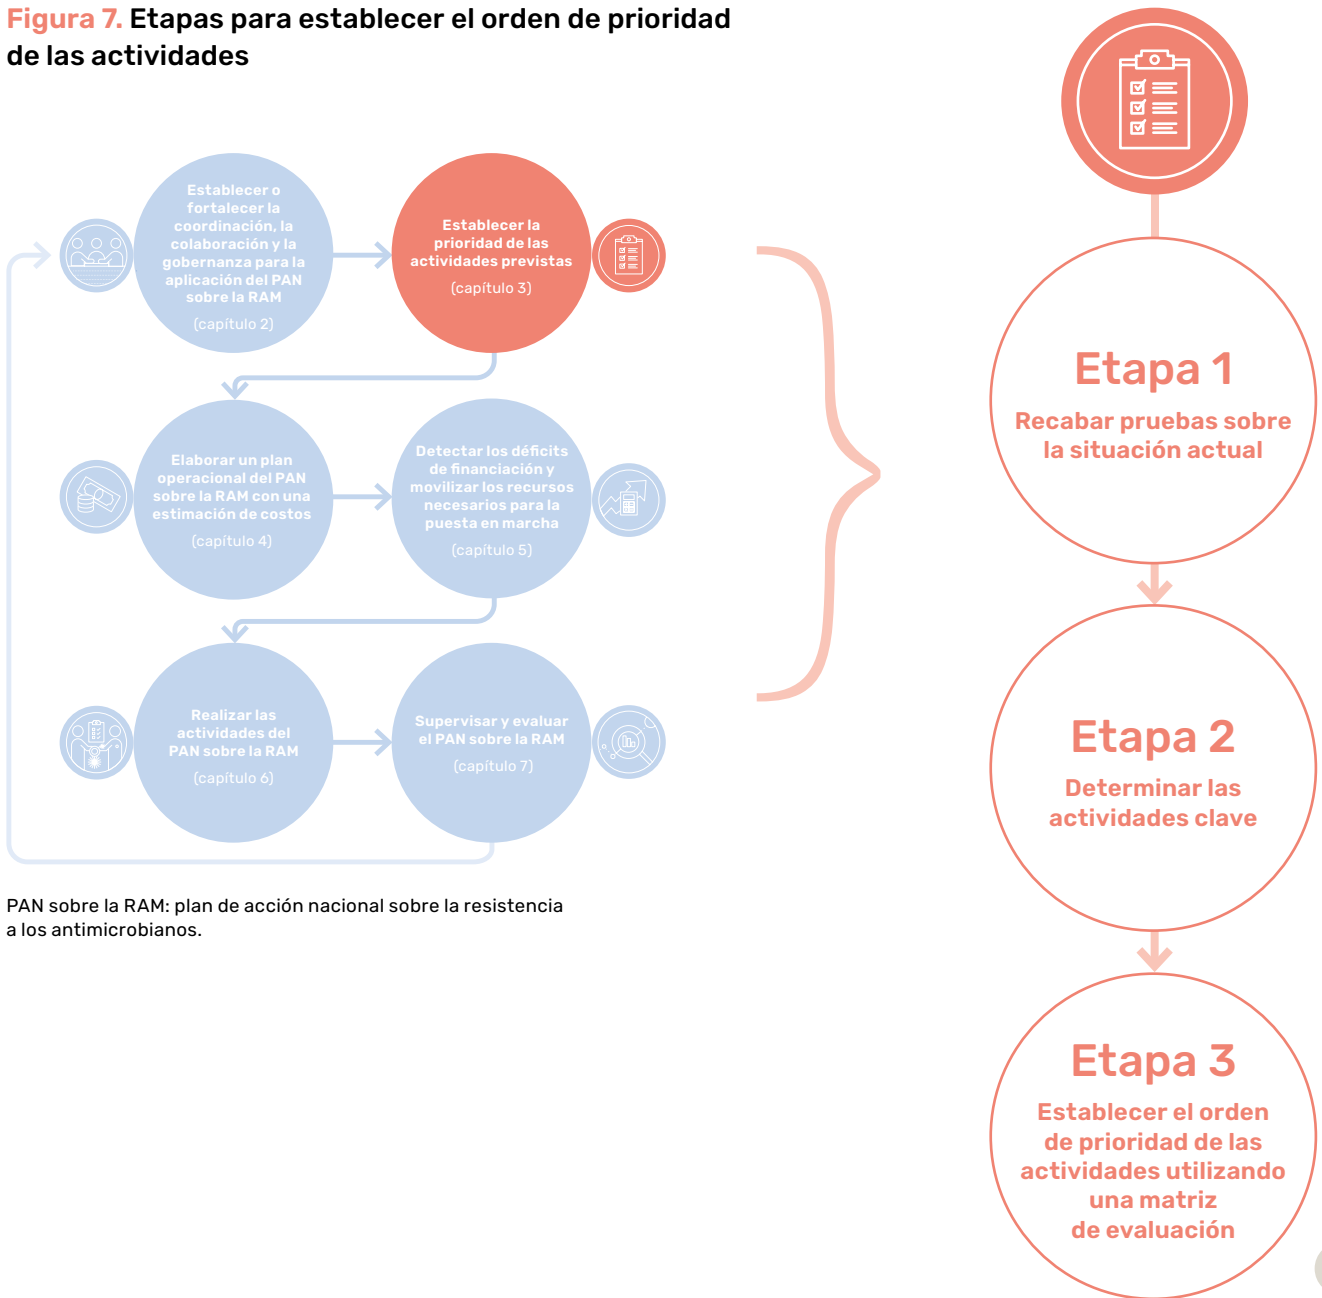 Figura 7. Etapas para establecer el orden de prioridad
de las actividades
Establecer o
fortalecer la
coordinación, la
colaboración y la
gobernanza para la
aplicación del PAN
sobre la RAM
(capítulo 2)
Establecer la
prioridad de las
actividades previstas
(capítulo 3)
Elaborar un plan
operacional del PAN
sobre la RAM con una
estimación de costos
(capítulo 4)
Detectar los déficits
de financiación y
movilizar los recursos
necesarios para la
puesta en marcha
(capítulo 5)
Realizar las
actividades del
PAN sobre la RAM
(capítulo 6)
Supervisar y evaluar
el PAN sobre la RAM
(capítulo 7)
PAN sobre la RAM: plan de acción nacional sobre la resistencia
a los antimicrobianos.
Etapa 1
Recabar pruebas sobre
la situación actual
Etapa 2
Determinar las
actividades clave
Etapa 3
Establecer el orden
de prioridad de las
actividades utilizando
una matriz
de evaluación